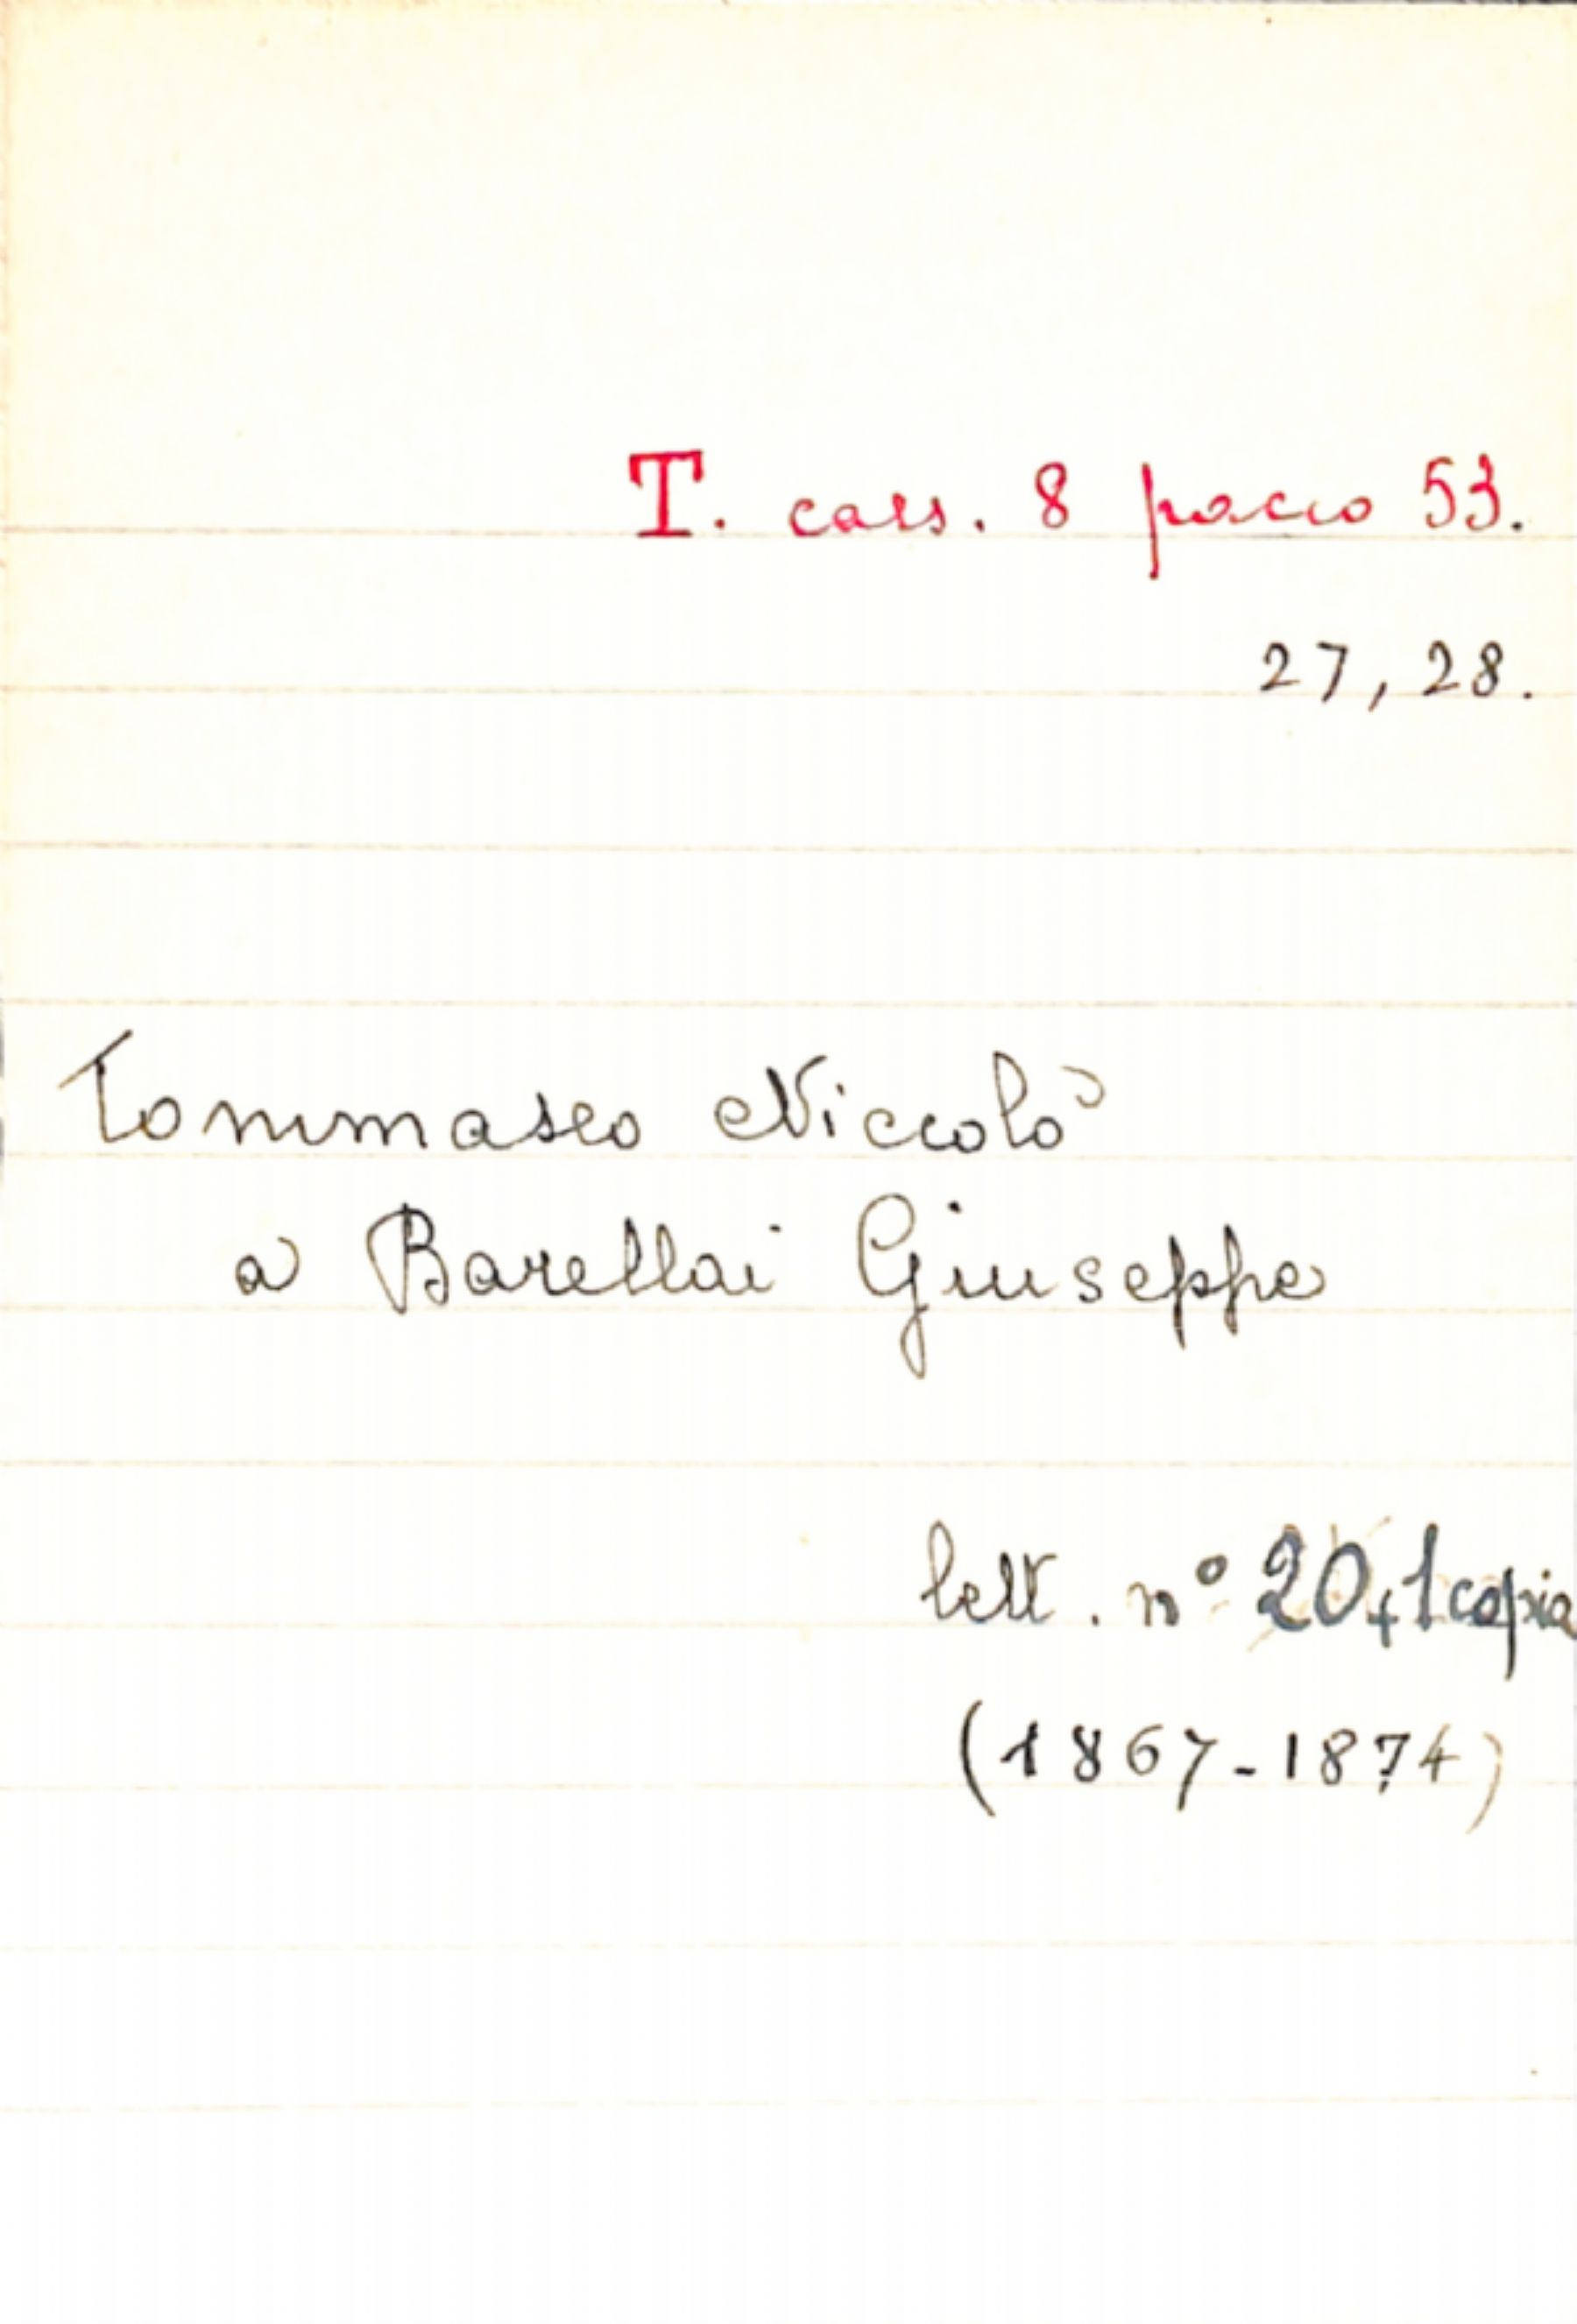 T. cass. 8 pacco 53.
27, 28.
Tommaseo Niccolò
a Barellai Giuseppe
lett. n° 20+1 copia
(1867-1874)